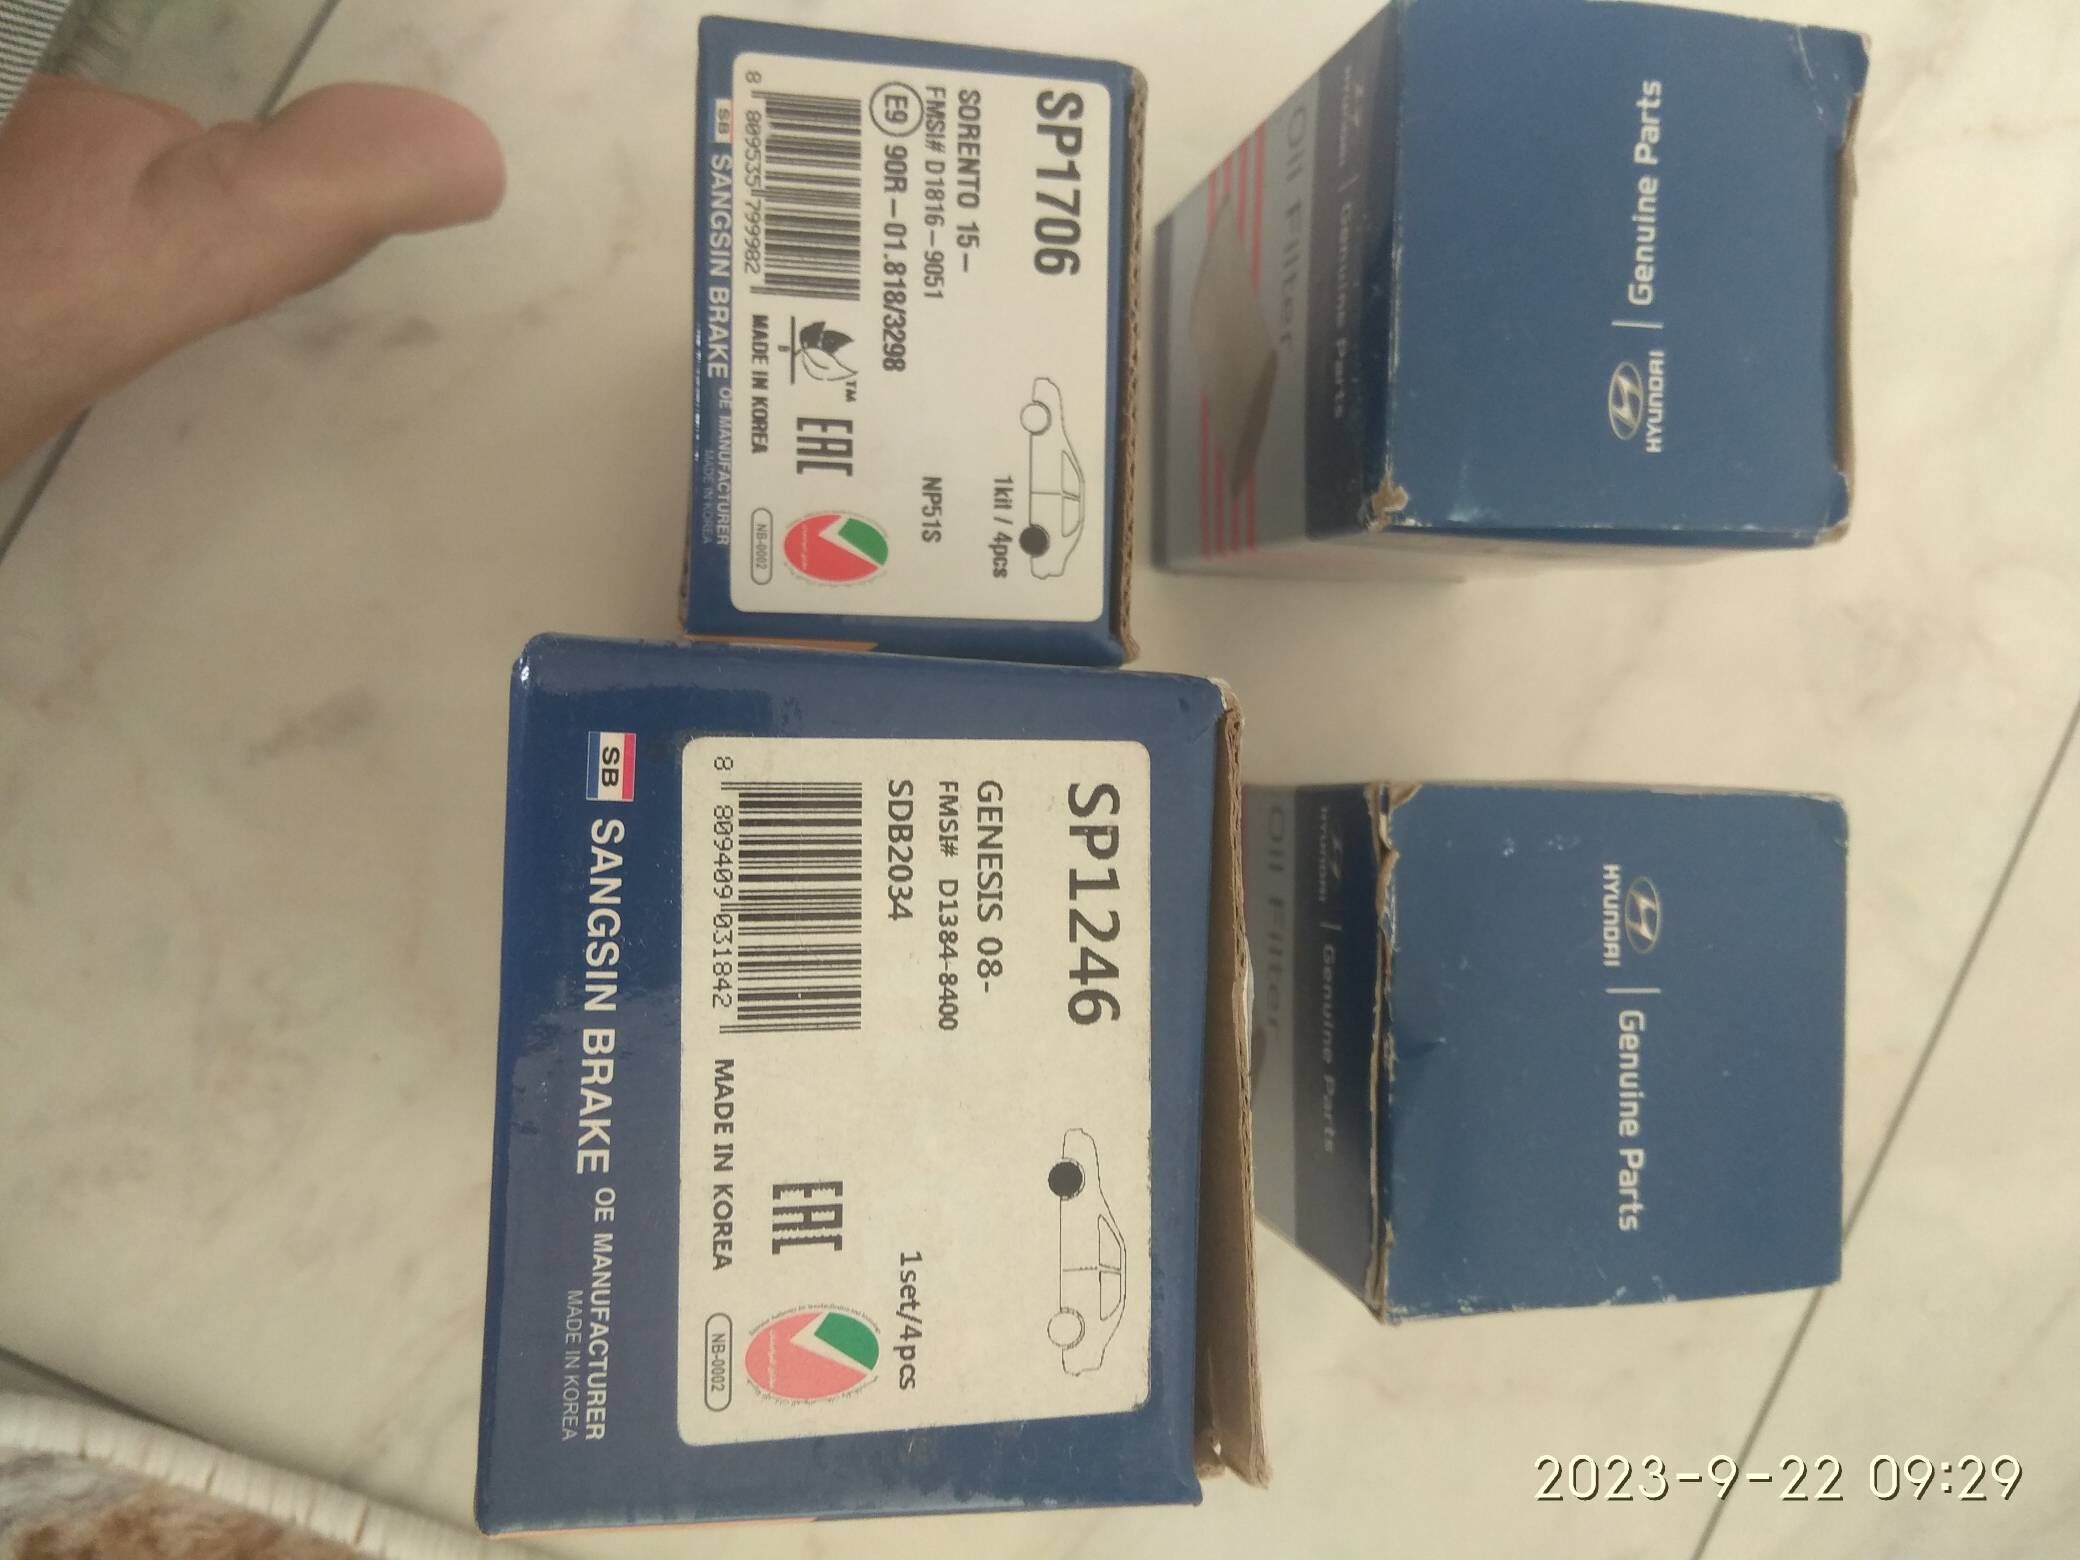 SP1706
1kit / 4pcs
SORENTO 15-
FMSI# D1816-9051
NP51S
E9 90R-01.818/3298
TM
EAC
8 809535 799982
MADE IN KOREA
NB-0002
SB SANGSIN BRAKE OE MANUFACTURER
MADE IN KOREA
HYUNDAI | Genuine Parts
Hyundai | Genuine Parts
Oil Filter
SP1246
GENESIS 08-
FMSI# D1384-8400
SDB2034
1set/4pcs
EAC
8 809409 031842
MADE IN KOREA
NB-0002
SB SANGSIN BRAKE OE MANUFACTURER
MADE IN KOREA
HYUNDAI | Genuine Parts
Hyundai | Genuine Parts
Oil Filter
2023-9-22 09:29